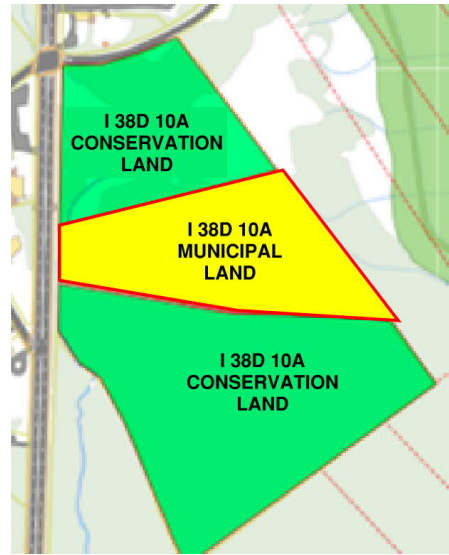 I 38D 10A
CONSERVATION
LAND
I 38D 10A
MUNICIPAL
LAND
I 38D 10A
CONSERVATION
LAND